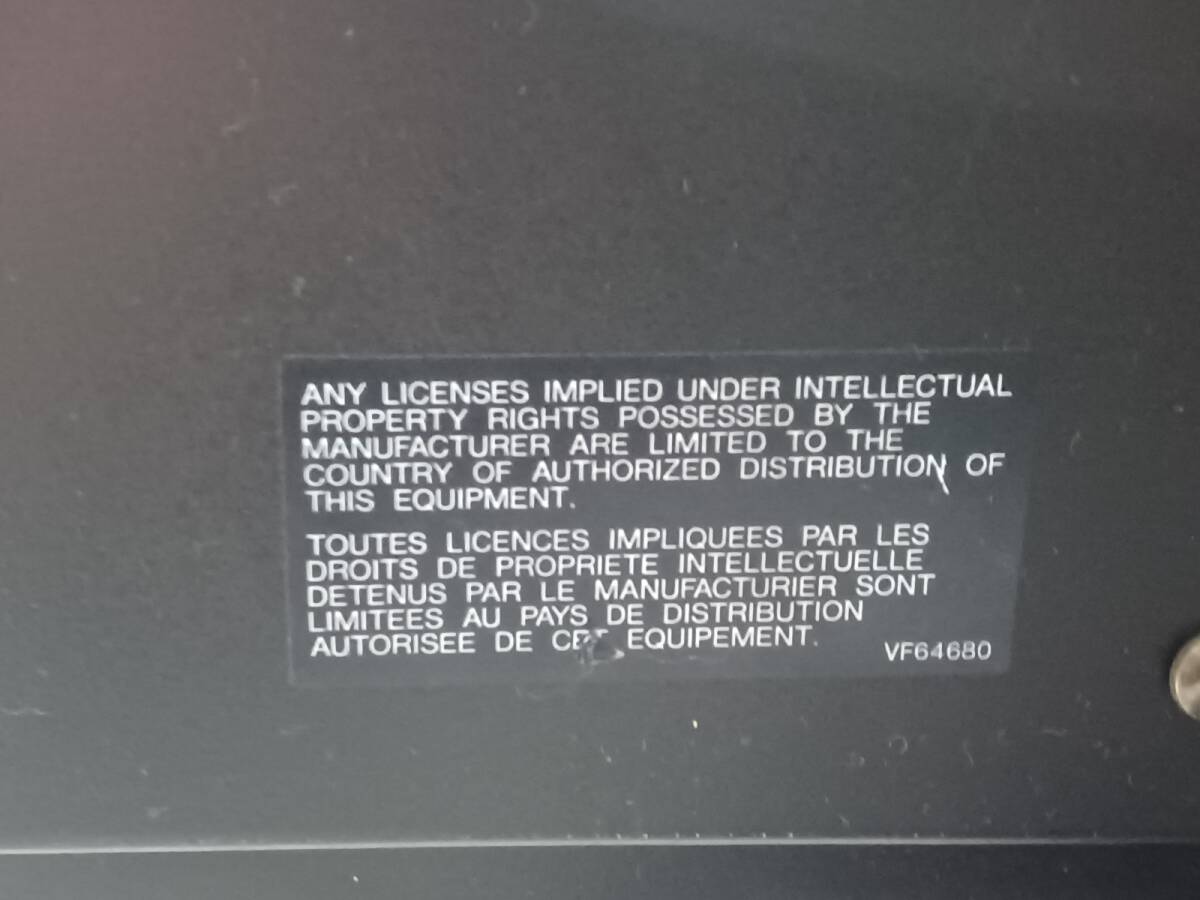 ANY LICENSES IMPLIED UNDER INTELLECTUAL
PROPERTY RIGHTS POSSESSED BY THE
MANUFACTURER ARE LIMITED TO THE
COUNTRY OF AUTHORIZED DISTRIBUTION OF
THIS EQUIPMENT.
TOUTES LICENCES IMPLIQUEES PAR LES
DROITS DE PROPRIETE INTELLECTUELLE
DETENUS PAR LE MANUFACTURIER SONT
LIMITEES AU PAYS DE DISTRIBUTION
AUTORISEE DE CET EQUIPEMENT.
VF64680